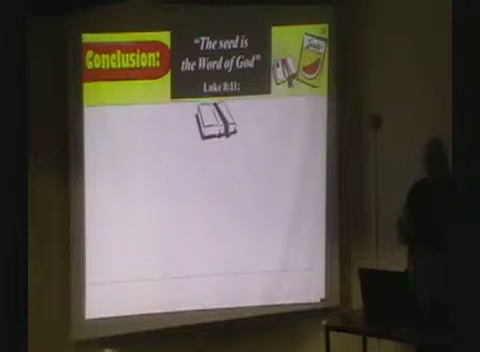 Conclusion:
"The seed is
the Word of God"
Luke 8:11;